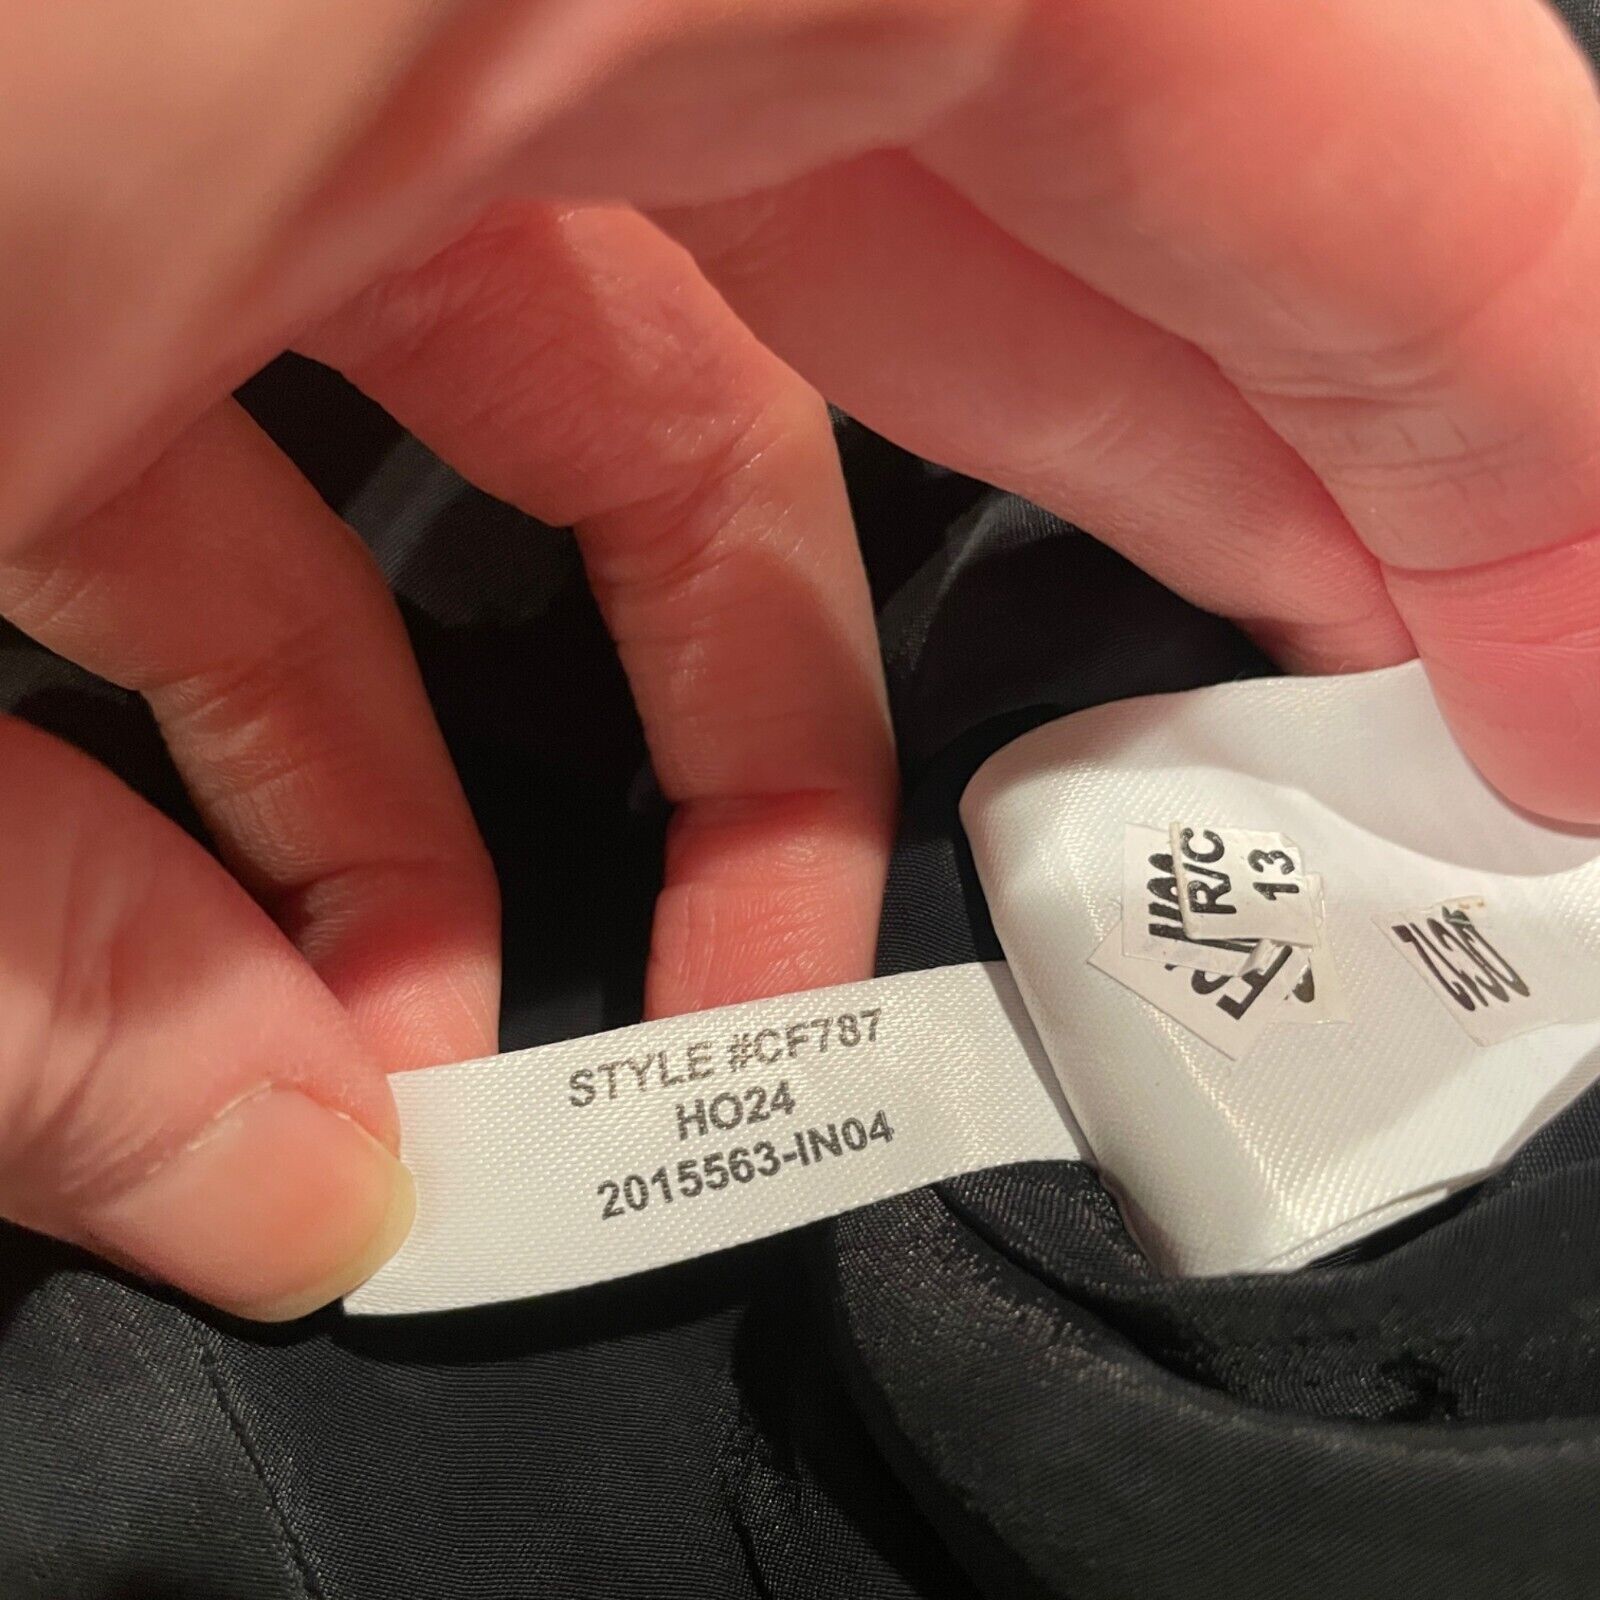 STYLE #CF787
HO24
2015563-IN04
R/C
13